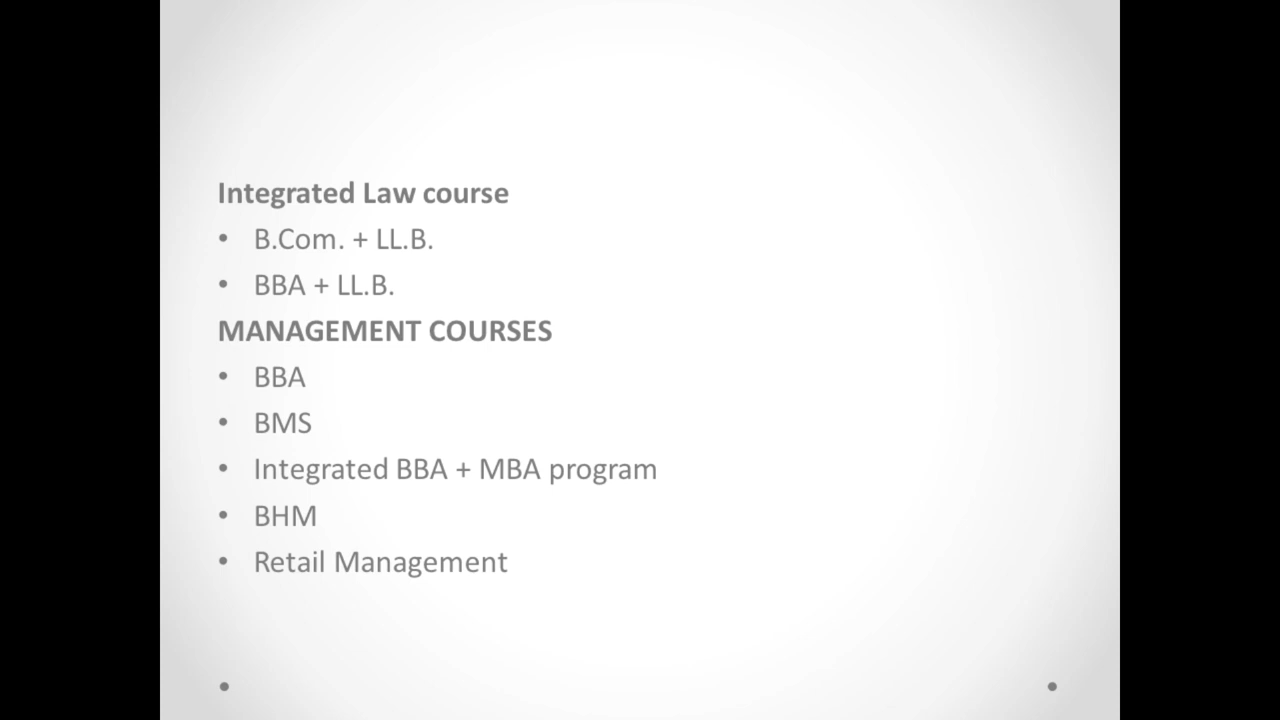 Integrated Law course
• B.Com. + LL.B.
• BBA + LL.B.
MANAGEMENT COURSES
• BBA
• BMS
• Integrated BBA + MBA program
• BHM
• Retail Management